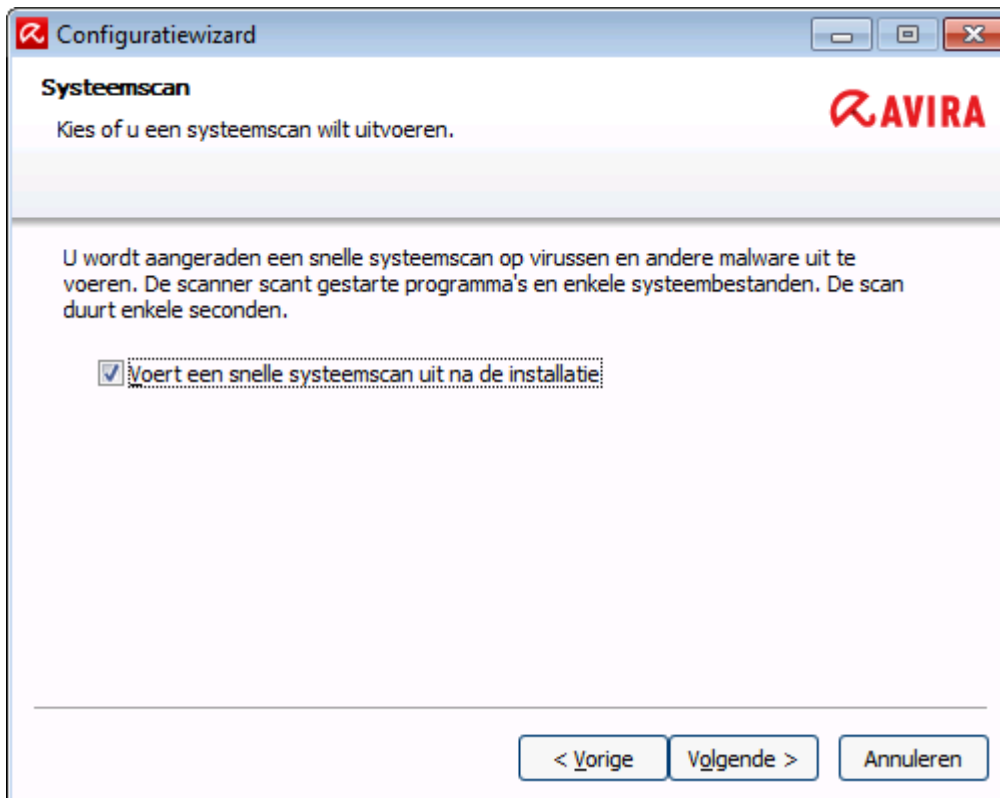 Configuratiewizard
Systeemscan
Kies of u een systeemscan wilt uitvoeren.
AVIRA
U wordt aangeraden een snelle systeemscan op virussen en andere malware uit te
voeren. De scanner scant gestarte programma's en enkele systeembestanden. De scan
duurt enkele seconden.
Voert een snelle systeemscan uit na de installatie
< Vorige
Volgende >
Annuleren